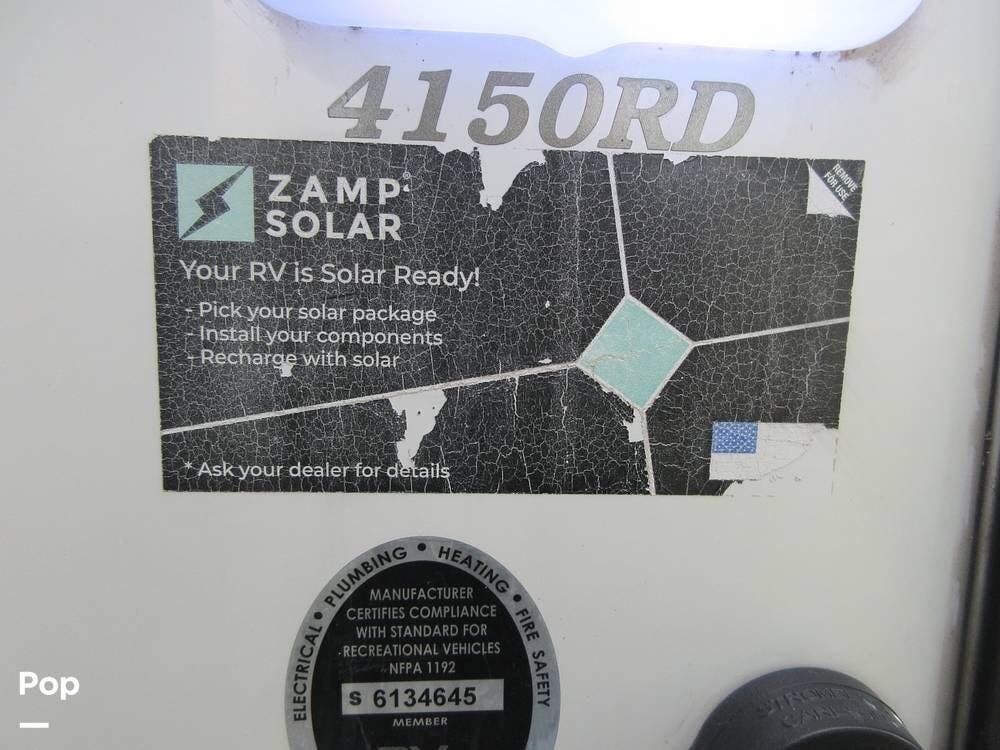 4150RD
ZAMP®
SOLAR
REMOVE
FOR USE
Your RV is Solar Ready!
- Pick your solar package
- Install your components
- Recharge with solar
* Ask your dealer for details
ELECTRICAL • PLUMBING • HEATING • FIRE SAFETY
MANUFACTURER
CERTIFIES COMPLIANCE
WITH STANDARD FOR
RECREATIONAL VEHICLES
NFPA 1192
S 6134645
MEMBER
RV
Pop